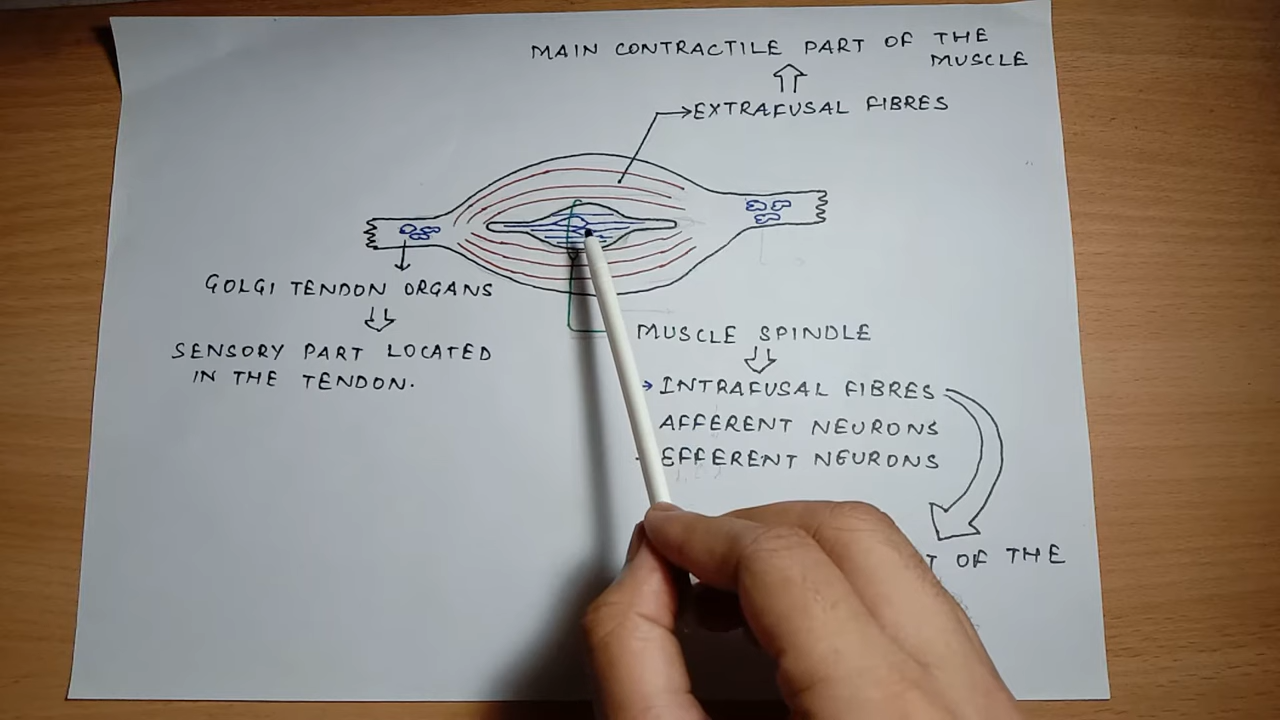 MAIN CONTRACTILE PART OF THE
MUSCLE
EXTRAFUSAL FIBRES
GOLGI TENDON ORGANS
SENSORY PART LOCATED
IN THE TENDON.
MUSCLE SPINDLE
INTRAFUSAL FIBRES
AFFERENT NEURONS
EFFERENT NEURONS
OF THE